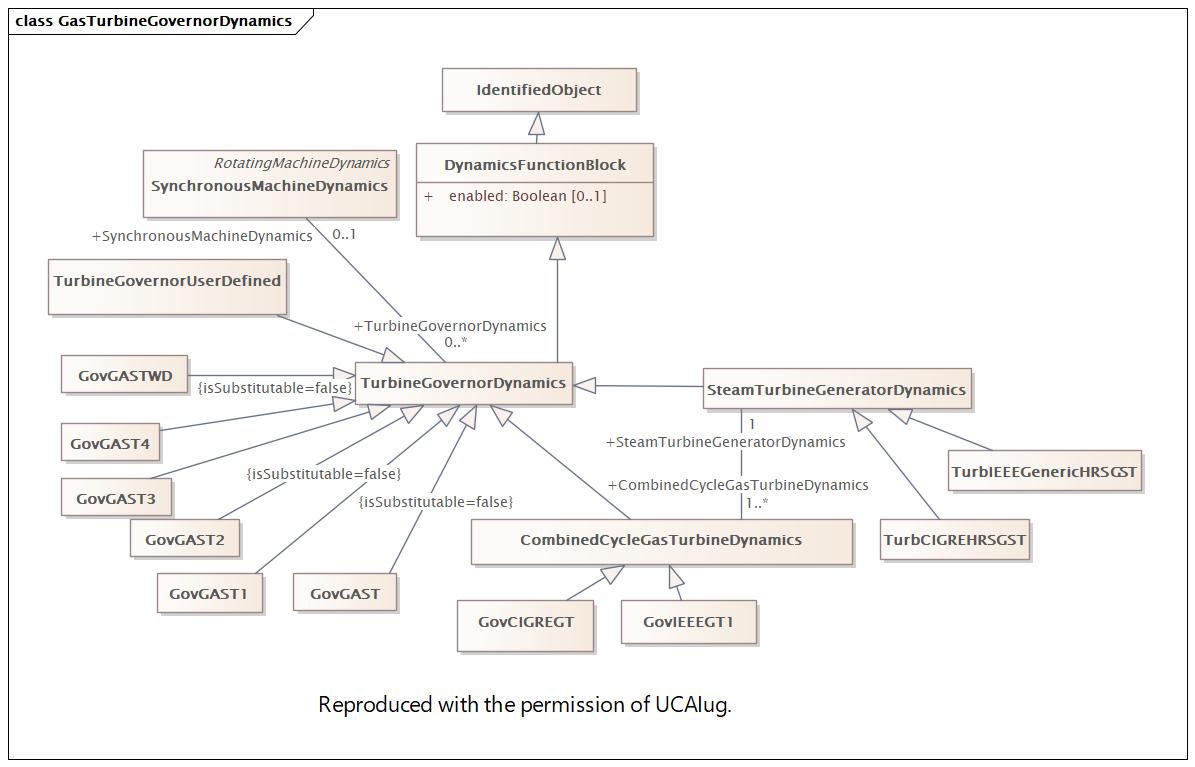 class GasTurbineGovernorDynamics
IdentifiedObject
DynamicsFunctionBlock
+ enabled: Boolean [0..1]
RotatingMachineDynamics
SynchronousMachineDynamics
+SynchronousMachineDynamics 0..1
TurbineGovernorUserDefined
+TurbineGovernorDynamics
0..*
GovGASTWD
{isSubstitutable=false}
TurbineGovernorDynamics
SteamTurbineGeneratorDynamics
1
+SteamTurbineGeneratorDynamics
GovGAST4
TurbIEEEGenericHRSGST
{isSubstitutable=false}
+CombinedCycleGasTurbineDynamics
1..*
GovGAST3
{isSubstitutable=false}
GovGAST2
CombinedCycleGasTurbineDynamics
TurbCIGREHRSGST
GovGAST1
GovGAST
GovCIGREGT
GovIEEEGT1
Reproduced with the permission of UCAIug.